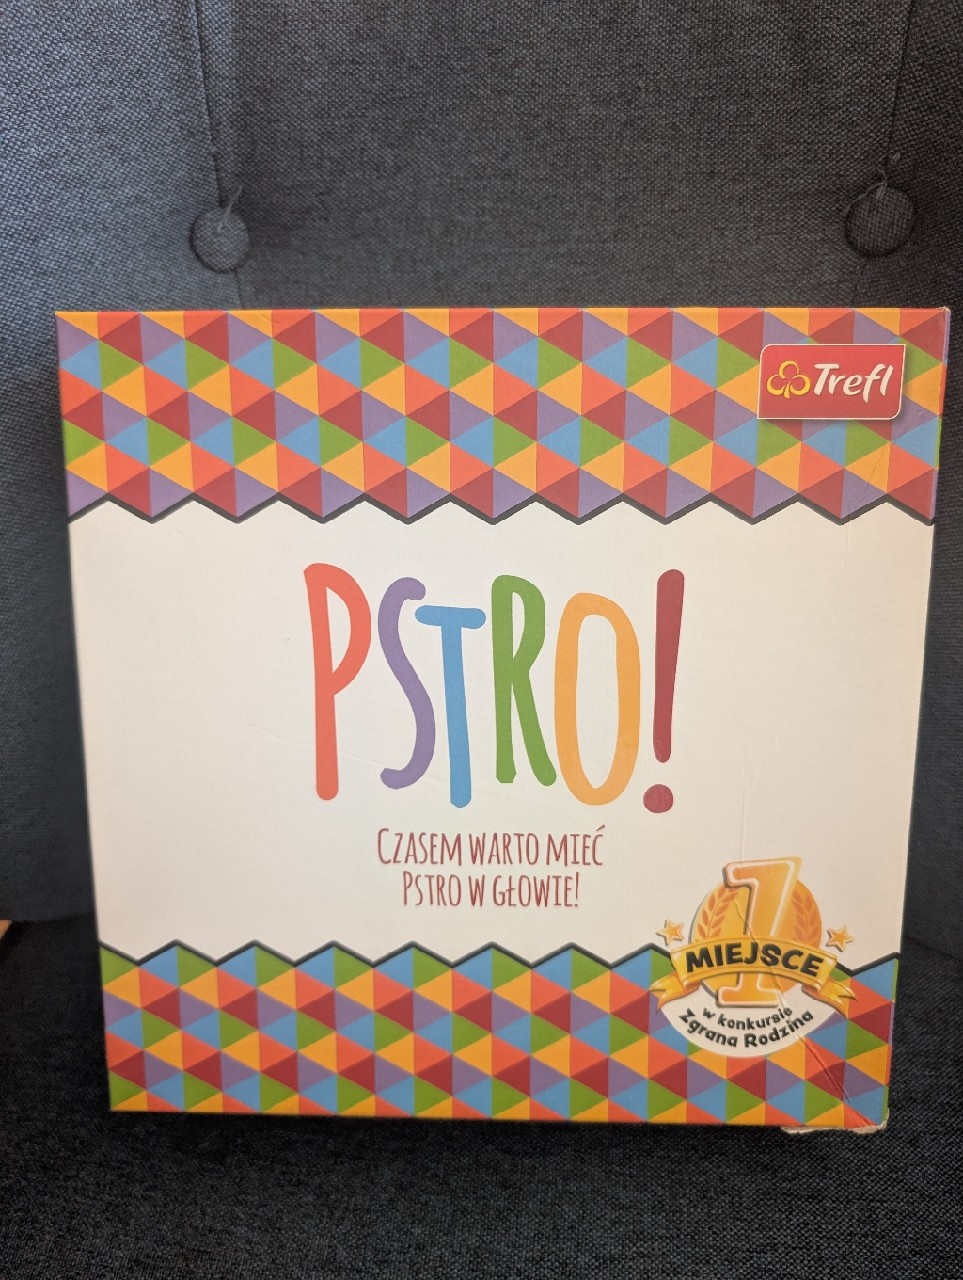 Trefl
PSTRO!
CZASEM WARTO MIEĆ
PSTRO W GŁOWIE!
1
MIEJSCE
w konkursie
Zgrana Rodzina